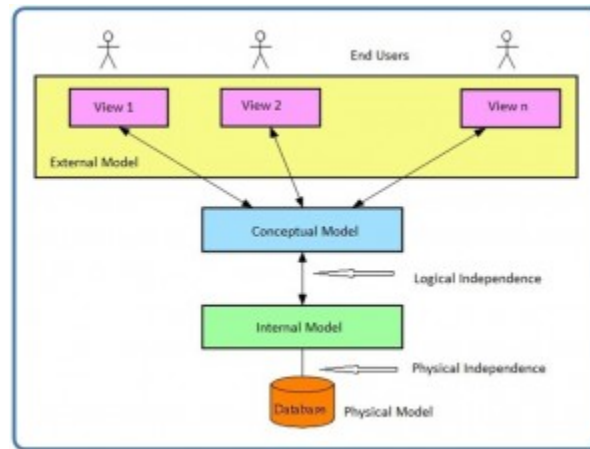 End Users
View 1
View 2
View n
External Model
Conceptual Model
Logical Independence
Internal Model
Physical Independence
Database
Physical Model